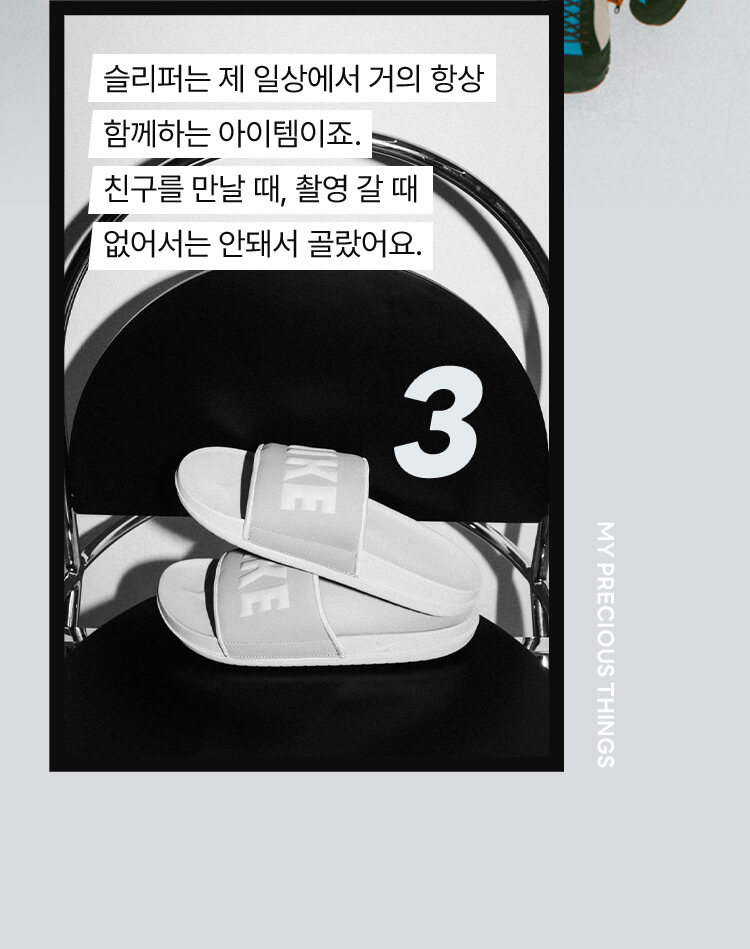 슬리퍼는 제 일상에서 거의 항상
함께하는 아이템이죠.
친구를 만날 때, 촬영 갈 때
없어서는 안돼서 골랐어요.
3
NIKE
IKE
MY PRECIOUS THINGS